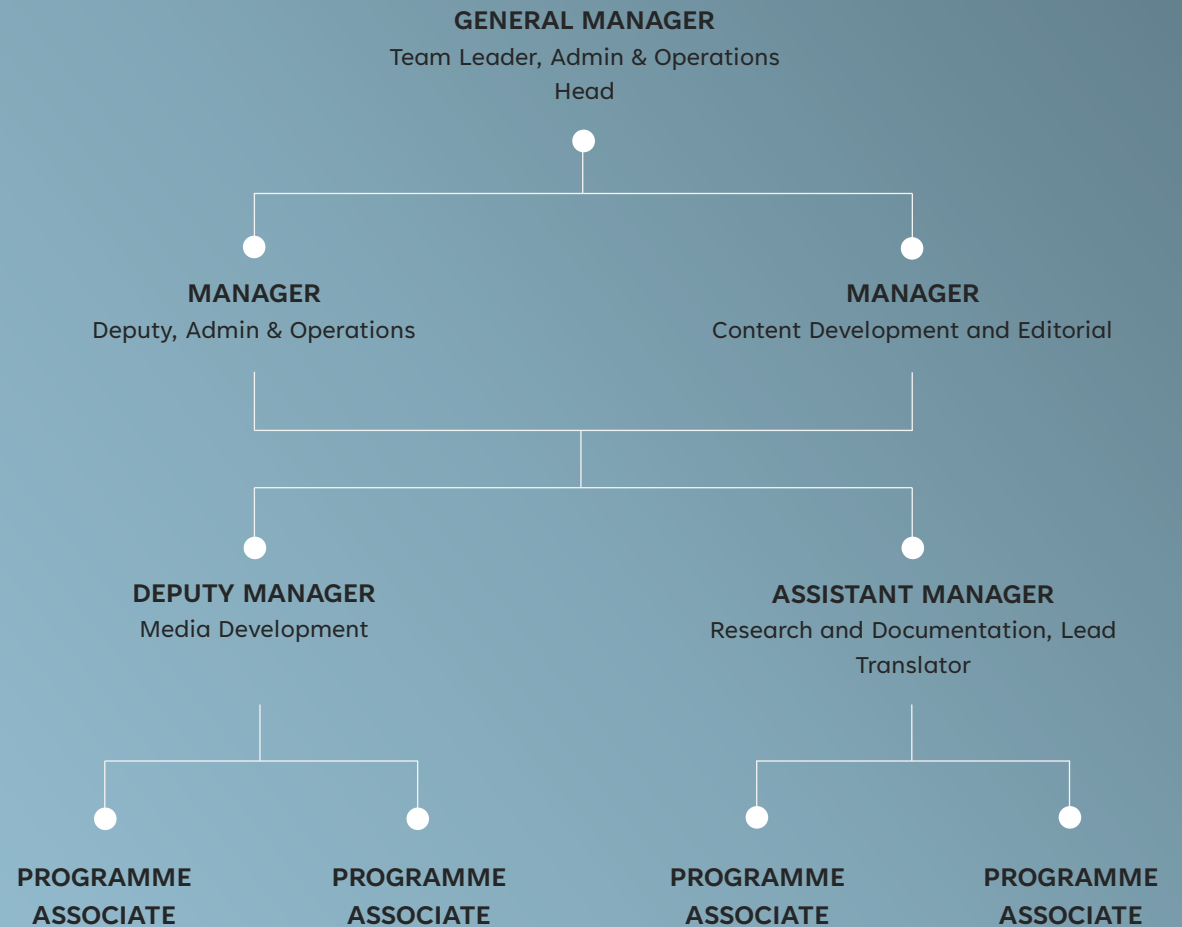 GENERAL MANAGER
Team Leader, Admin & Operations
Head
MANAGER
Deputy, Admin & Operations
MANAGER
Content Development and Editorial
DEPUTY MANAGER
Media Development
ASSISTANT MANAGER
Research and Documentation, Lead
Translator
PROGRAMME
ASSOCIATE
PROGRAMME
ASSOCIATE
PROGRAMME
ASSOCIATE
PROGRAMME
ASSOCIATE